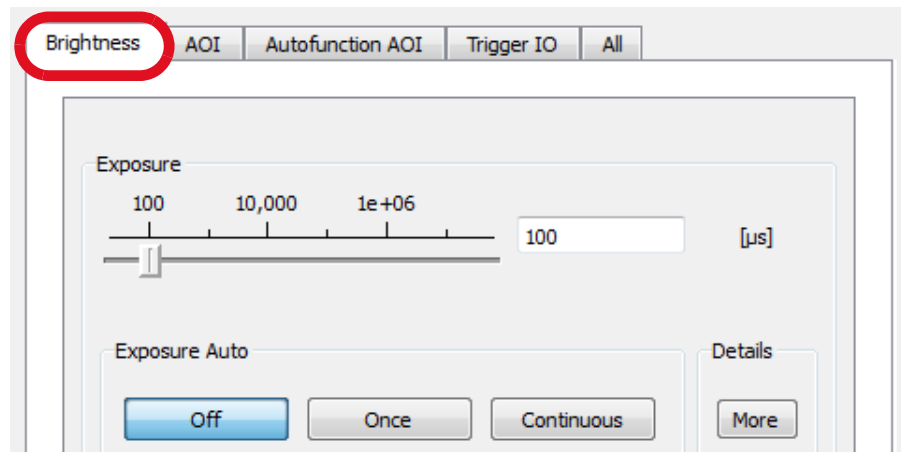 Brightness AOI Autofunction AOI Trigger IO All
Exposure
100 10,000 1e+06
100 [µs]
Exposure Auto Details
Off Once Continuous More